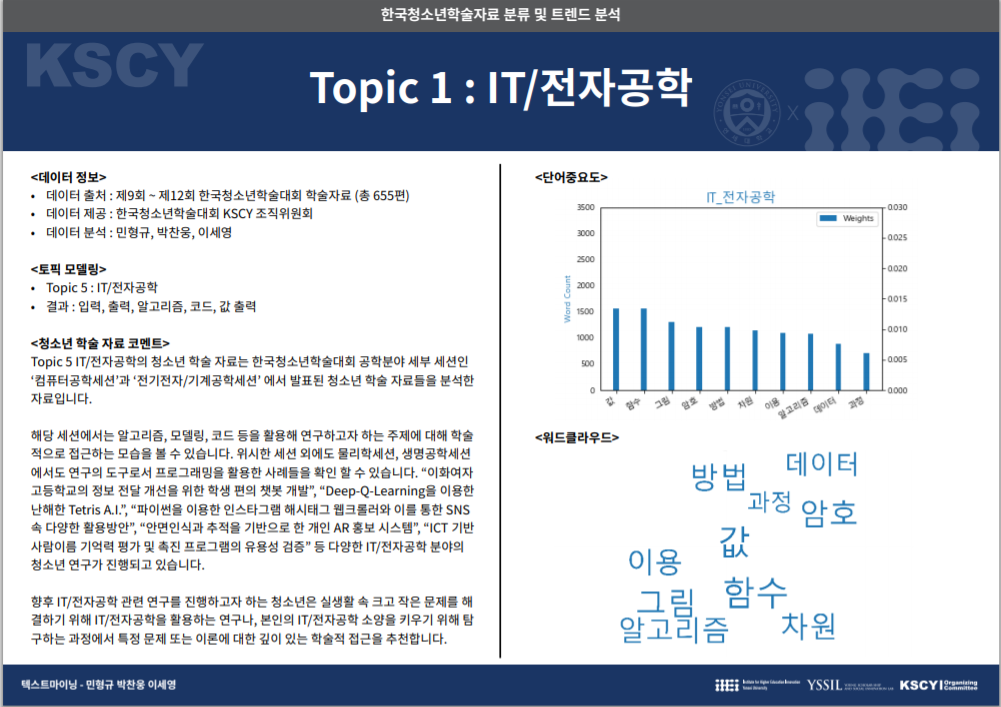 한국청소년학술자료 분류 및 트렌드 분석
KSCY
Topic 1 : IT/전자공학
X
<데이터 정보>
• 데이터 출처 : 제9회 ~ 제12회 한국청소년학술대회 학술자료 (총 655편)
• 데이터 제공 : 한국청소년학술대회 KSCY 조직위원회
• 데이터 분석 : 민형규, 박찬웅, 이세영
<토픽 모델링>
• Topic 5 : IT/전자공학
• 결과 : 입력, 출력, 알고리즘, 코드, 값 출력
<청소년 학술 자료 코멘트>
Topic 5 IT/전자공학의 청소년 학술 자료는 한국청소년학술대회 공학분야 세부 세션인
‘컴퓨터공학세션’과 ‘전기전자/기계공학세션’ 에서 발표된 청소년 학술 자료들을 분석한
자료입니다.
해당 세션에서는 알고리즘, 모델링, 코드 등을 활용해 연구하고자 하는 주제에 대해 학술
적으로 접근하는 모습을 볼 수 있습니다. 위시한 세션 외에도 물리학세션, 생명공학세션
에서도 연구의 도구로서 프로그래밍을 활용한 사례들을 확인 할 수 있습니다. “이화여자
고등학교의 정보 전달 개선을 위한 학생 편의 챗봇 개발”, “Deep-Q-Learning을 이용한
난해한 Tetris A.I.”, “파이썬을 이용한 인스타그램 해시태그 웹크롤러와 이를 통한 SNS
속 다양한 활용방안”, “안면인식과 추적을 기반으로 한 개인 AR 홍보 시스템”, “ICT 기반
사람이름 기억력 평가 및 촉진 프로그램의 유용성 검증” 등 다양한 IT/전자공학 분야의
청소년 연구가 진행되고 있습니다.
향후 IT/전자공학 관련 연구를 진행하고자 하는 청소년은 실생활 속 크고 작은 문제를 해
결하기 위해 IT/전자공학을 활용하는 연구나, 본인의 IT/전자공학 소양을 키우기 위해 탐
구하는 과정에서 특정 문제 또는 이론에 대한 깊이 있는 학술적 접근을 추천합니다.
<단어중요도>
IT_전자공학
Weights
Word Count
3500
3000
2500
2000
1500
1000
500
0
0.030
0.025
0.020
0.015
0.010
0.005
0.000
값 함수 그림 암호 방법 차원 이용 알고리즘 데이터 과정
<워드클라우드>
방법 데이터
과정 암호
값
이용
그림 함수
알고리즘 차원
텍스트마이닝 - 민형규 박찬웅 이세영
Institute for Higher Education Innovation
Yonsei University
YSSIL
KSCY Organizing
Committee